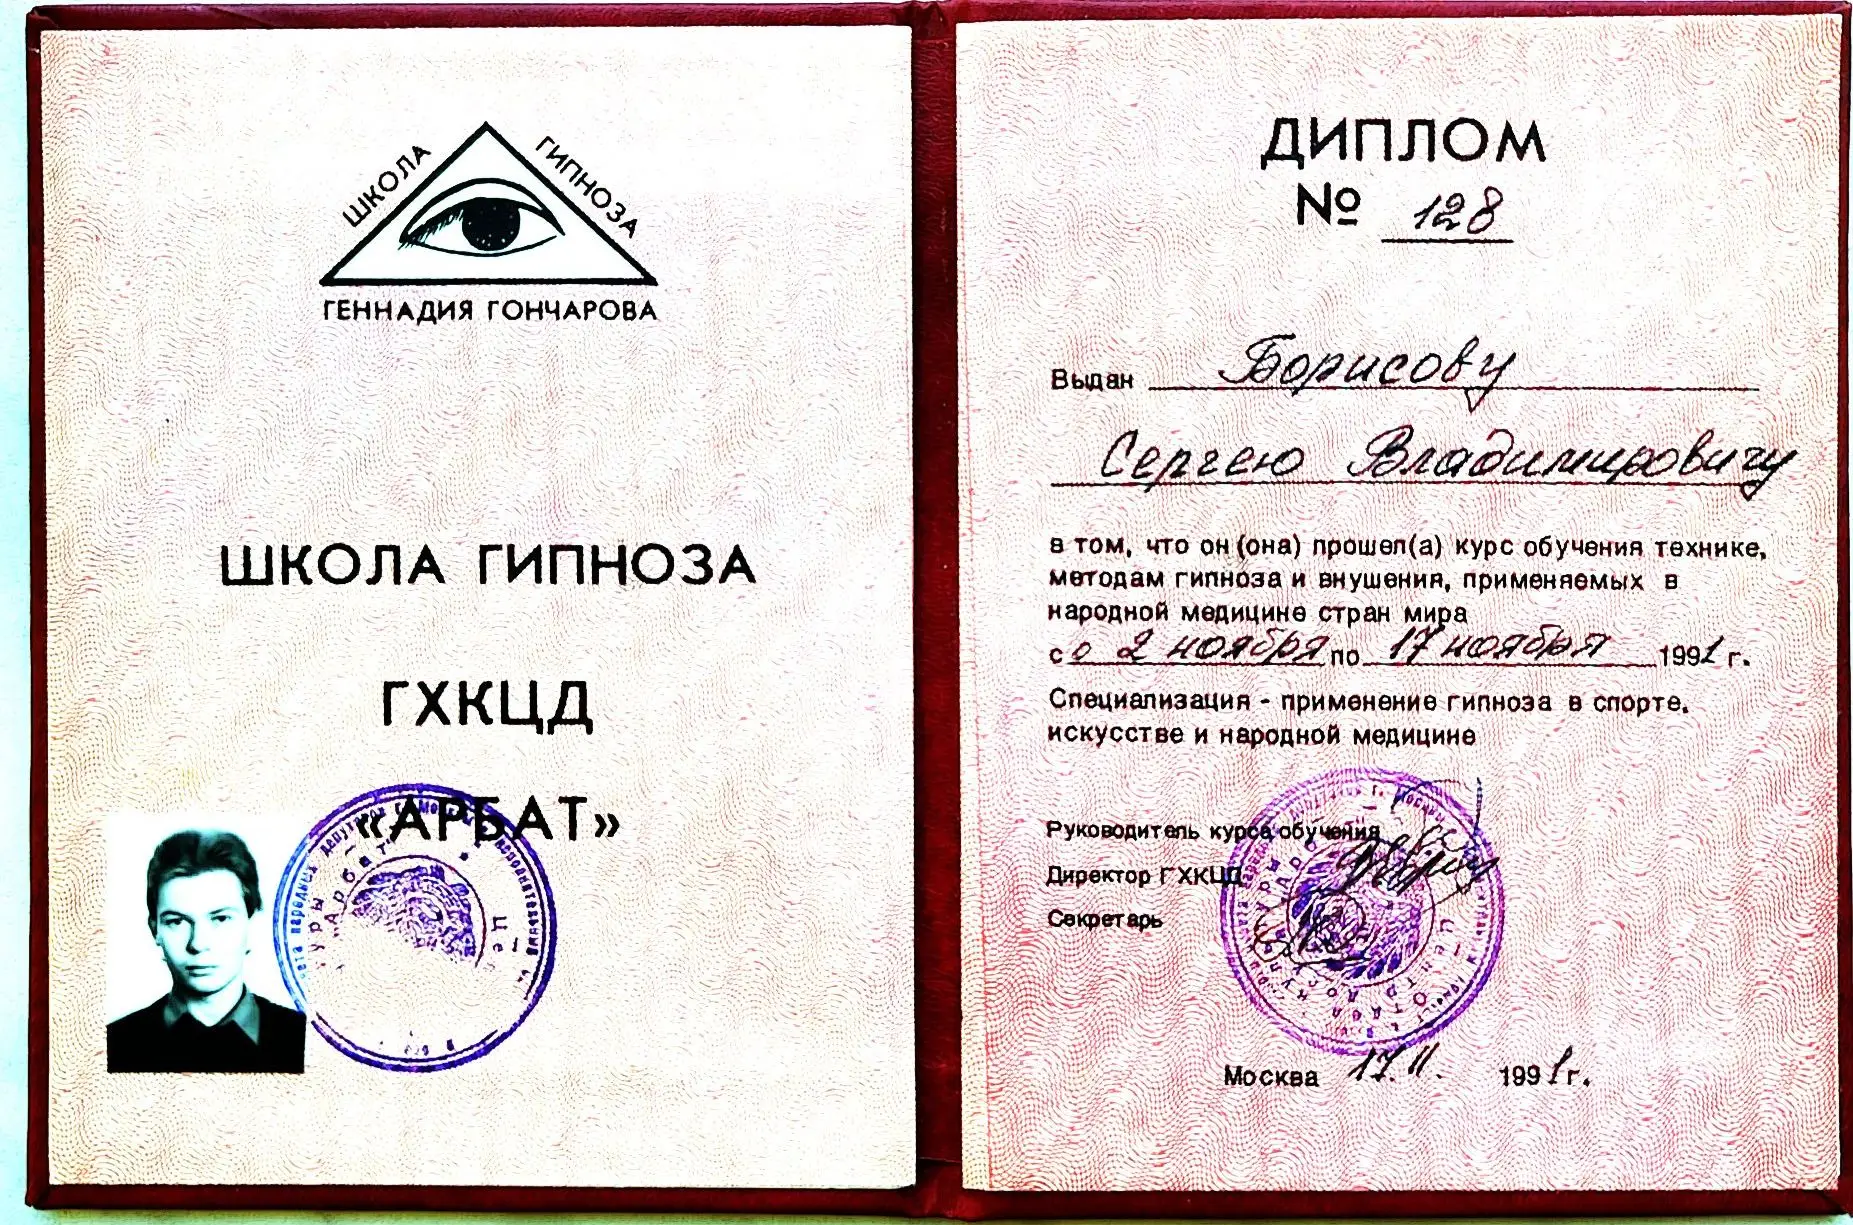 ШКОЛА ГИПНОЗА
ГЕННАДИЯ ГОНЧАРОВА
ШКОЛА ГИПНОЗА
ГХКЦД
«АРБАТ»
ДИПЛОМ
№ 128
Выдан Борисову
Сергею Владимировичу
в том, что он (она) прошел(а) курс обучения технике,
методам гипноза и внушения, применяемых в
народной медицине стран мира
с 2 ноября по 17 ноября 1991 г.
Специализация - применение гипноза в спорте,
искусстве и народной медицине
Руководитель курса обучения
Директор ГХКЦД
Секретарь
Москва 17.11. 1991 г.